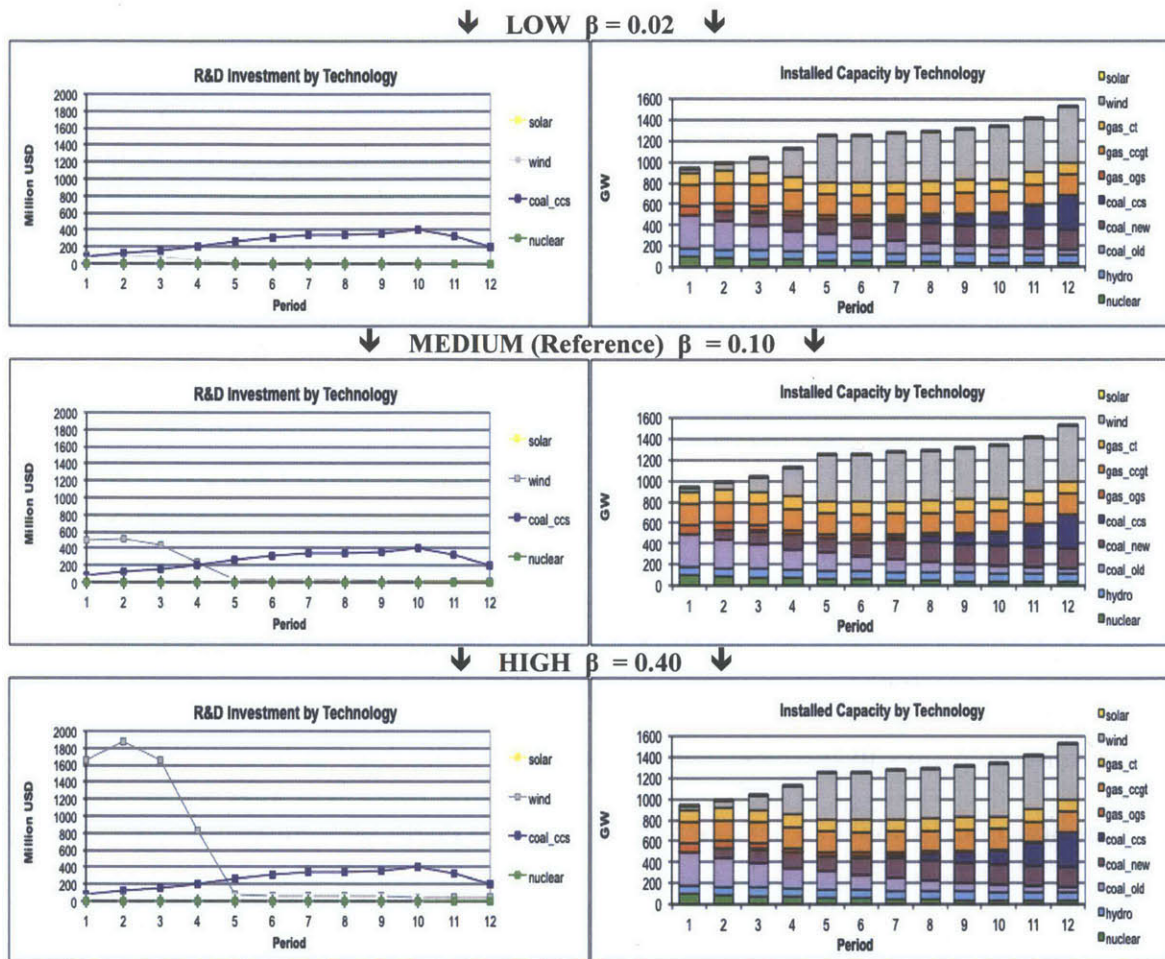 LOW β = 0.02
R&D Investment by Technology
Million USD
2000
1800
1600
1400
1200
1000
800
600
400
200
0
1 2 3 4 5 6 7 8 9 10 11 12
Period
solar
wind
coal_ccs
nuclear
Installed Capacity by Technology
GW
1600
1400
1200
1000
800
600
400
200
0
1 2 3 4 5 6 7 8 9 10 11 12
Period
solar
wind
gas_ct
gas_ccgt
gas_ogs
coal_ccs
coal_new
coal_old
hydro
nuclear
MEDIUM (Reference) β = 0.10
R&D Investment by Technology
Million USD
2000
1800
1600
1400
1200
1000
800
600
400
200
0
1 2 3 4 5 6 7 8 9 10 11 12
Period
solar
wind
coal_ccs
nuclear
Installed Capacity by Technology
GW
1600
1400
1200
1000
800
600
400
200
0
1 2 3 4 5 6 7 8 9 10 11 12
Period
solar
wind
gas_ct
gas_ccgt
gas_ogs
coal_ccs
coal_new
coal_old
hydro
nuclear
HIGH β = 0.40
R&D Investment by Technology
Million USD
2000
1800
1600
1400
1200
1000
800
600
400
200
0
1 2 3 4 5 6 7 8 9 10 11 12
Period
solar
wind
coal_ccs
nuclear
Installed Capacity by Technology
GW
1600
1400
1200
1000
800
600
400
200
0
1 2 3 4 5 6 7 8 9 10 11 12
Period
solar
wind
gas_ct
gas_ccgt
gas_ogs
coal_ccs
coal_new
coal_old
hydro
nuclear